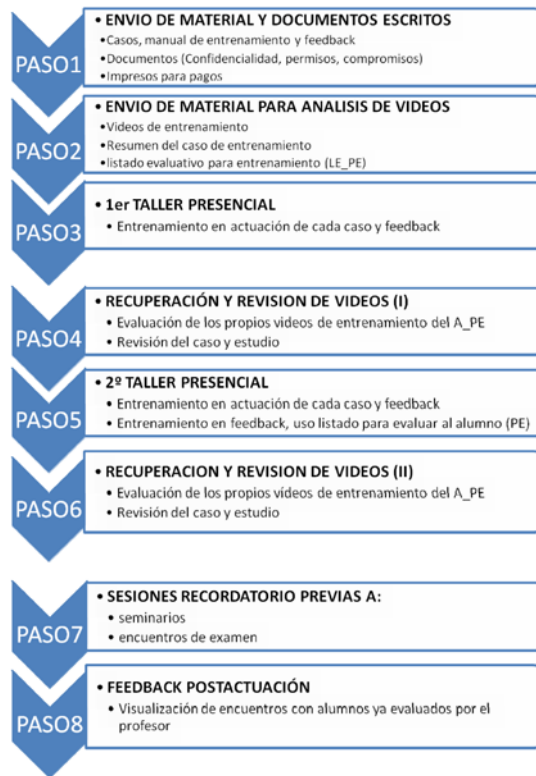 PASO1
• ENVIO DE MATERIAL Y DOCUMENTOS ESCRITOS
•Casos, manual de entrenamiento y feedback
•Documentos (Confidencialidad, permisos, compromisos)
•Impresos para pagos
PASO2
• ENVIO DE MATERIAL PARA ANALISIS DE VIDEOS
•Videos de entrenamiento
•Resumen del caso de entrenamiento
•listado evaluativo para entrenamiento (LE_PE)
PASO3
• 1er TALLER PRESENCIAL
• Entrenamiento en actuación de cada caso y feedback
PASO4
• RECUPERACIÓN Y REVISION DE VIDEOS (I)
• Evaluación de los propios videos de entrenamiento del A_PE
• Revisión del caso y estudio
PASO5
• 2º TALLER PRESENCIAL
• Entrenamiento en actuación de cada caso y feedback
• Entrenamiento en feedback, uso listado para evaluar al alumno (PE)
PASO6
• RECUPERACION Y REVISION DE VIDEOS (II)
• Evaluación de los propios vídeos de entrenamiento del A_PE
• Revisión del caso y estudio
PASO7
• SESIONES RECORDATORIO PREVIAS A:
• seminarios
• encuentros de examen
PASO8
• FEEDBACK POSTACTUACIÓN
• Visualización de encuentros con alumnos ya evaluados por el
profesor